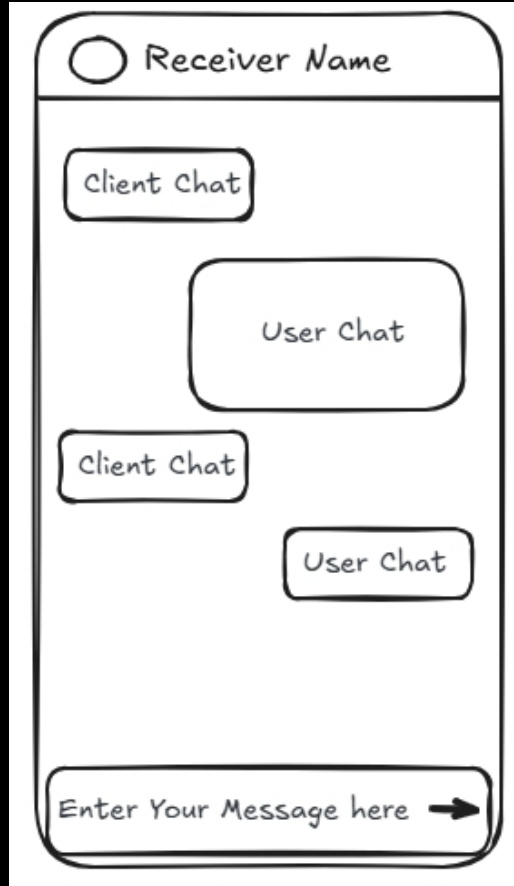 Receiver Name
Client Chat
User Chat
Client Chat
User Chat
Enter Your Message here